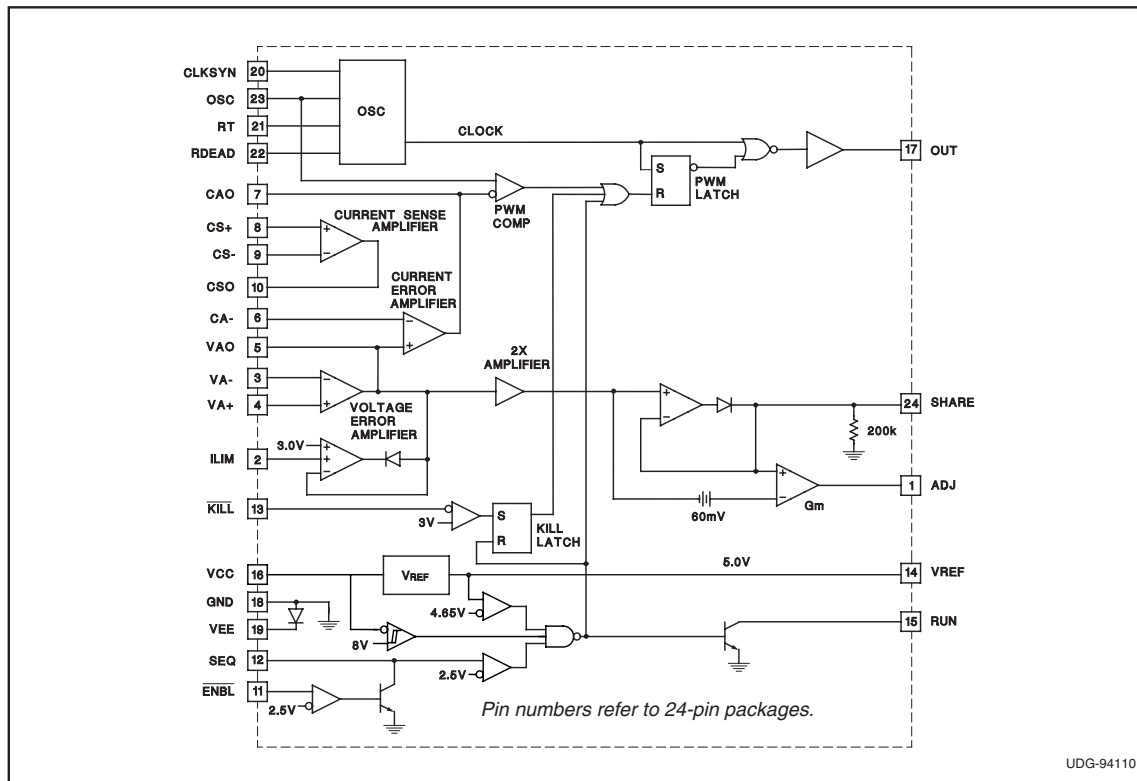 CLKSYN 20
OSC 23
RT 21
RDEAD 22
OSC
CLOCK
CAO 7
CS+ 8
CS- 9
CSO 10
CA- 6
VAO 5
VA- 3
VA+ 4
ILIM 2
KILL 13
VCC 16
GND 18
VEE 19
SEQ 12
ENBL 11
PWM
COMP
S
R
PWM
LATCH
17 OUT
CURRENT SENSE
AMPLIFIER
CURRENT
ERROR
AMPLIFIER
+
−
−
+
2X
AMPLIFIER
−
+
VOLTAGE
ERROR
AMPLIFIER
3.0V
+
+
−
+
−
24 SHARE
200k
+
−
Gm
60mV
1 ADJ
3V
S
R
KILL
LATCH
VREF
5.0V
14 VREF
4.65V
8V
2.5V
2.5V
15 RUN
Pin numbers refer to 24-pin packages.
UDG-94110